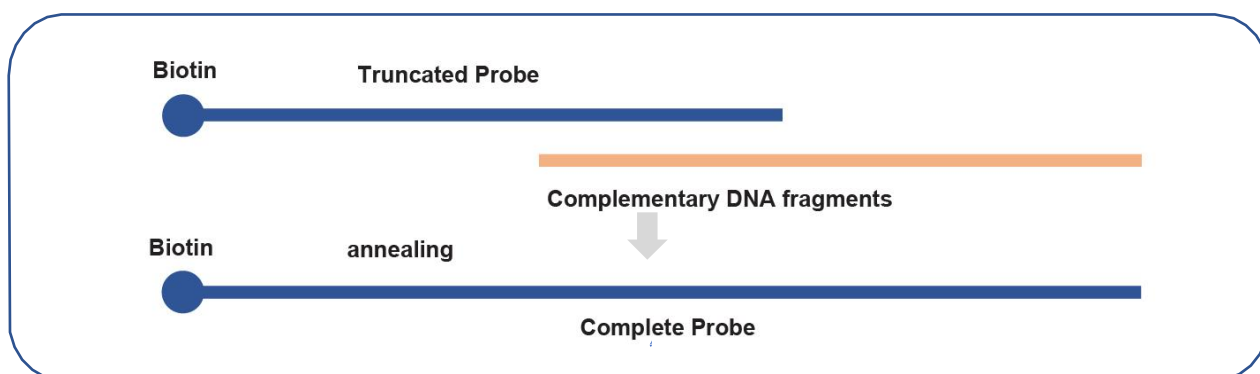 Biotin
Truncated Probe
Complementary DNA fragments
Biotin
annealing
Complete Probe